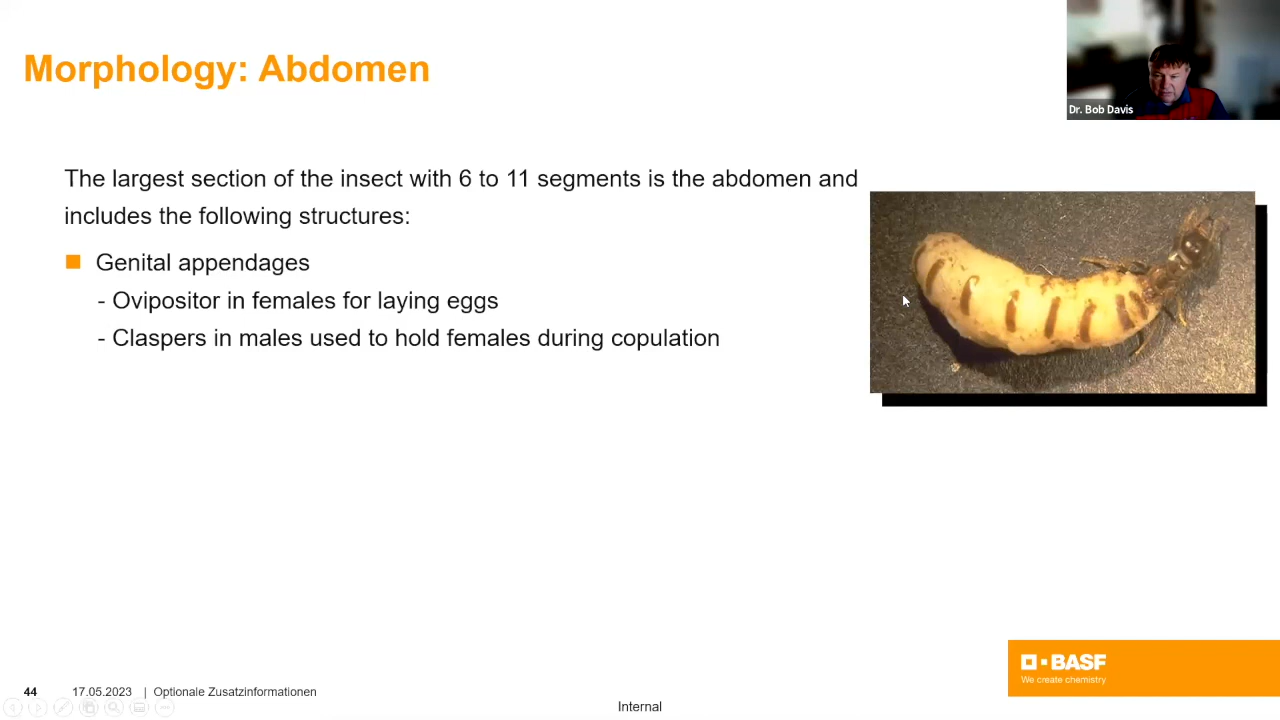 Morphology: Abdomen
Dr. Bob Davis
The largest section of the insect with 6 to 11 segments is the abdomen and
includes the following structures:
Genital appendages
- Ovipositor in females for laying eggs
- Claspers in males used to hold females during copulation
BASF
We create chemistry
44 17.05.2023 | Optionale Zusatzinformationen
Internal